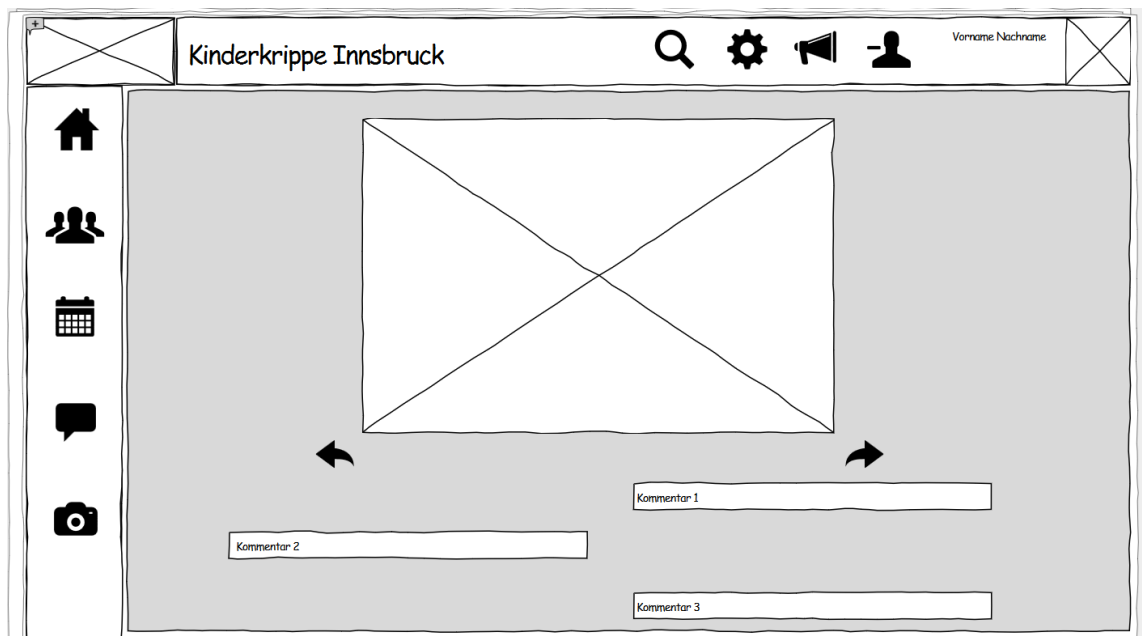 Kinderkrippe Innsbruck
Vorname Nachname
Kommentar 1
Kommentar 2
Kommentar 3